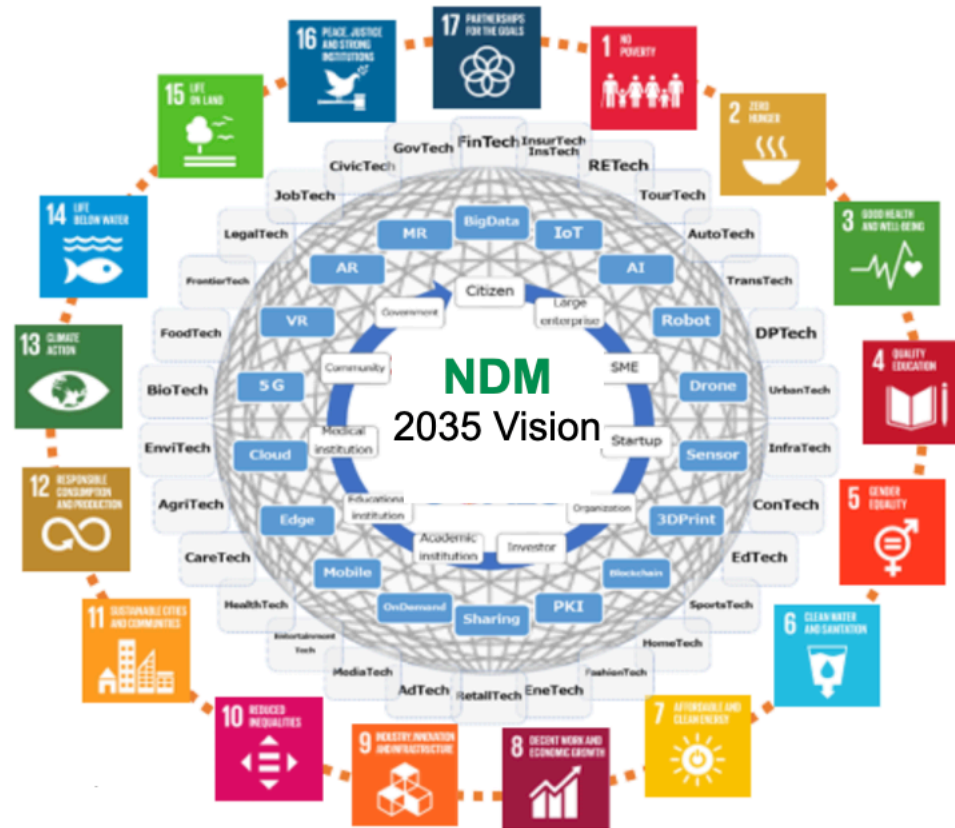 17 PARTNERSHIPS
FOR THE GOALS
16 PEACE, JUSTICE
AND STRONG
INSTITUTIONS
1 NO
POVERTY
15 LIFE
ON LAND
2 ZERO
HUNGER
14 LIFE
BELOW WATER
3 GOOD HEALTH
AND WELL-BEING
13 CLIMATE
ACTION
4 QUALITY
EDUCATION
12 RESPONSIBLE
CONSUMPTION
AND PRODUCTION
5 GENDER
EQUALITY
11 SUSTAINABLE CITIES
AND COMMUNITIES
6 CLEAN WATER
AND SANITATION
10 REDUCED
INEQUALITIES
7 AFFORDABLE AND
CLEAN ENERGY
9 INDUSTRY, INNOVATION
AND INFRASTRUCTURE
8 DECENT WORK AND
ECONOMIC GROWTH
FinTech
InsurTech
InsTech
RETech
TourTech
AutoTech
TransTech
DPTech
UrbanTech
InfraTech
ConTech
EdTech
SportsTech
HomeTech
FashionTech
EneTech
RetailTech
AdTech
MediaTech
Entertainment
Tech
HealthTech
CareTech
AgriTech
EnviTech
BioTech
FoodTech
FrontierTech
LegalTech
JobTech
CivicTech
GovTech
BigData
IoT
AI
Robot
Drone
Sensor
3DPrint
Blockchain
PKI
Sharing
OnDemand
Mobile
Edge
Cloud
5G
VR
AR
MR
Citizen
Large
enterprise
SME
Startup
Organization
Investor
Academic
institution
Educationa
institution
Medical
institution
Community
Government
NDM
2035 Vision